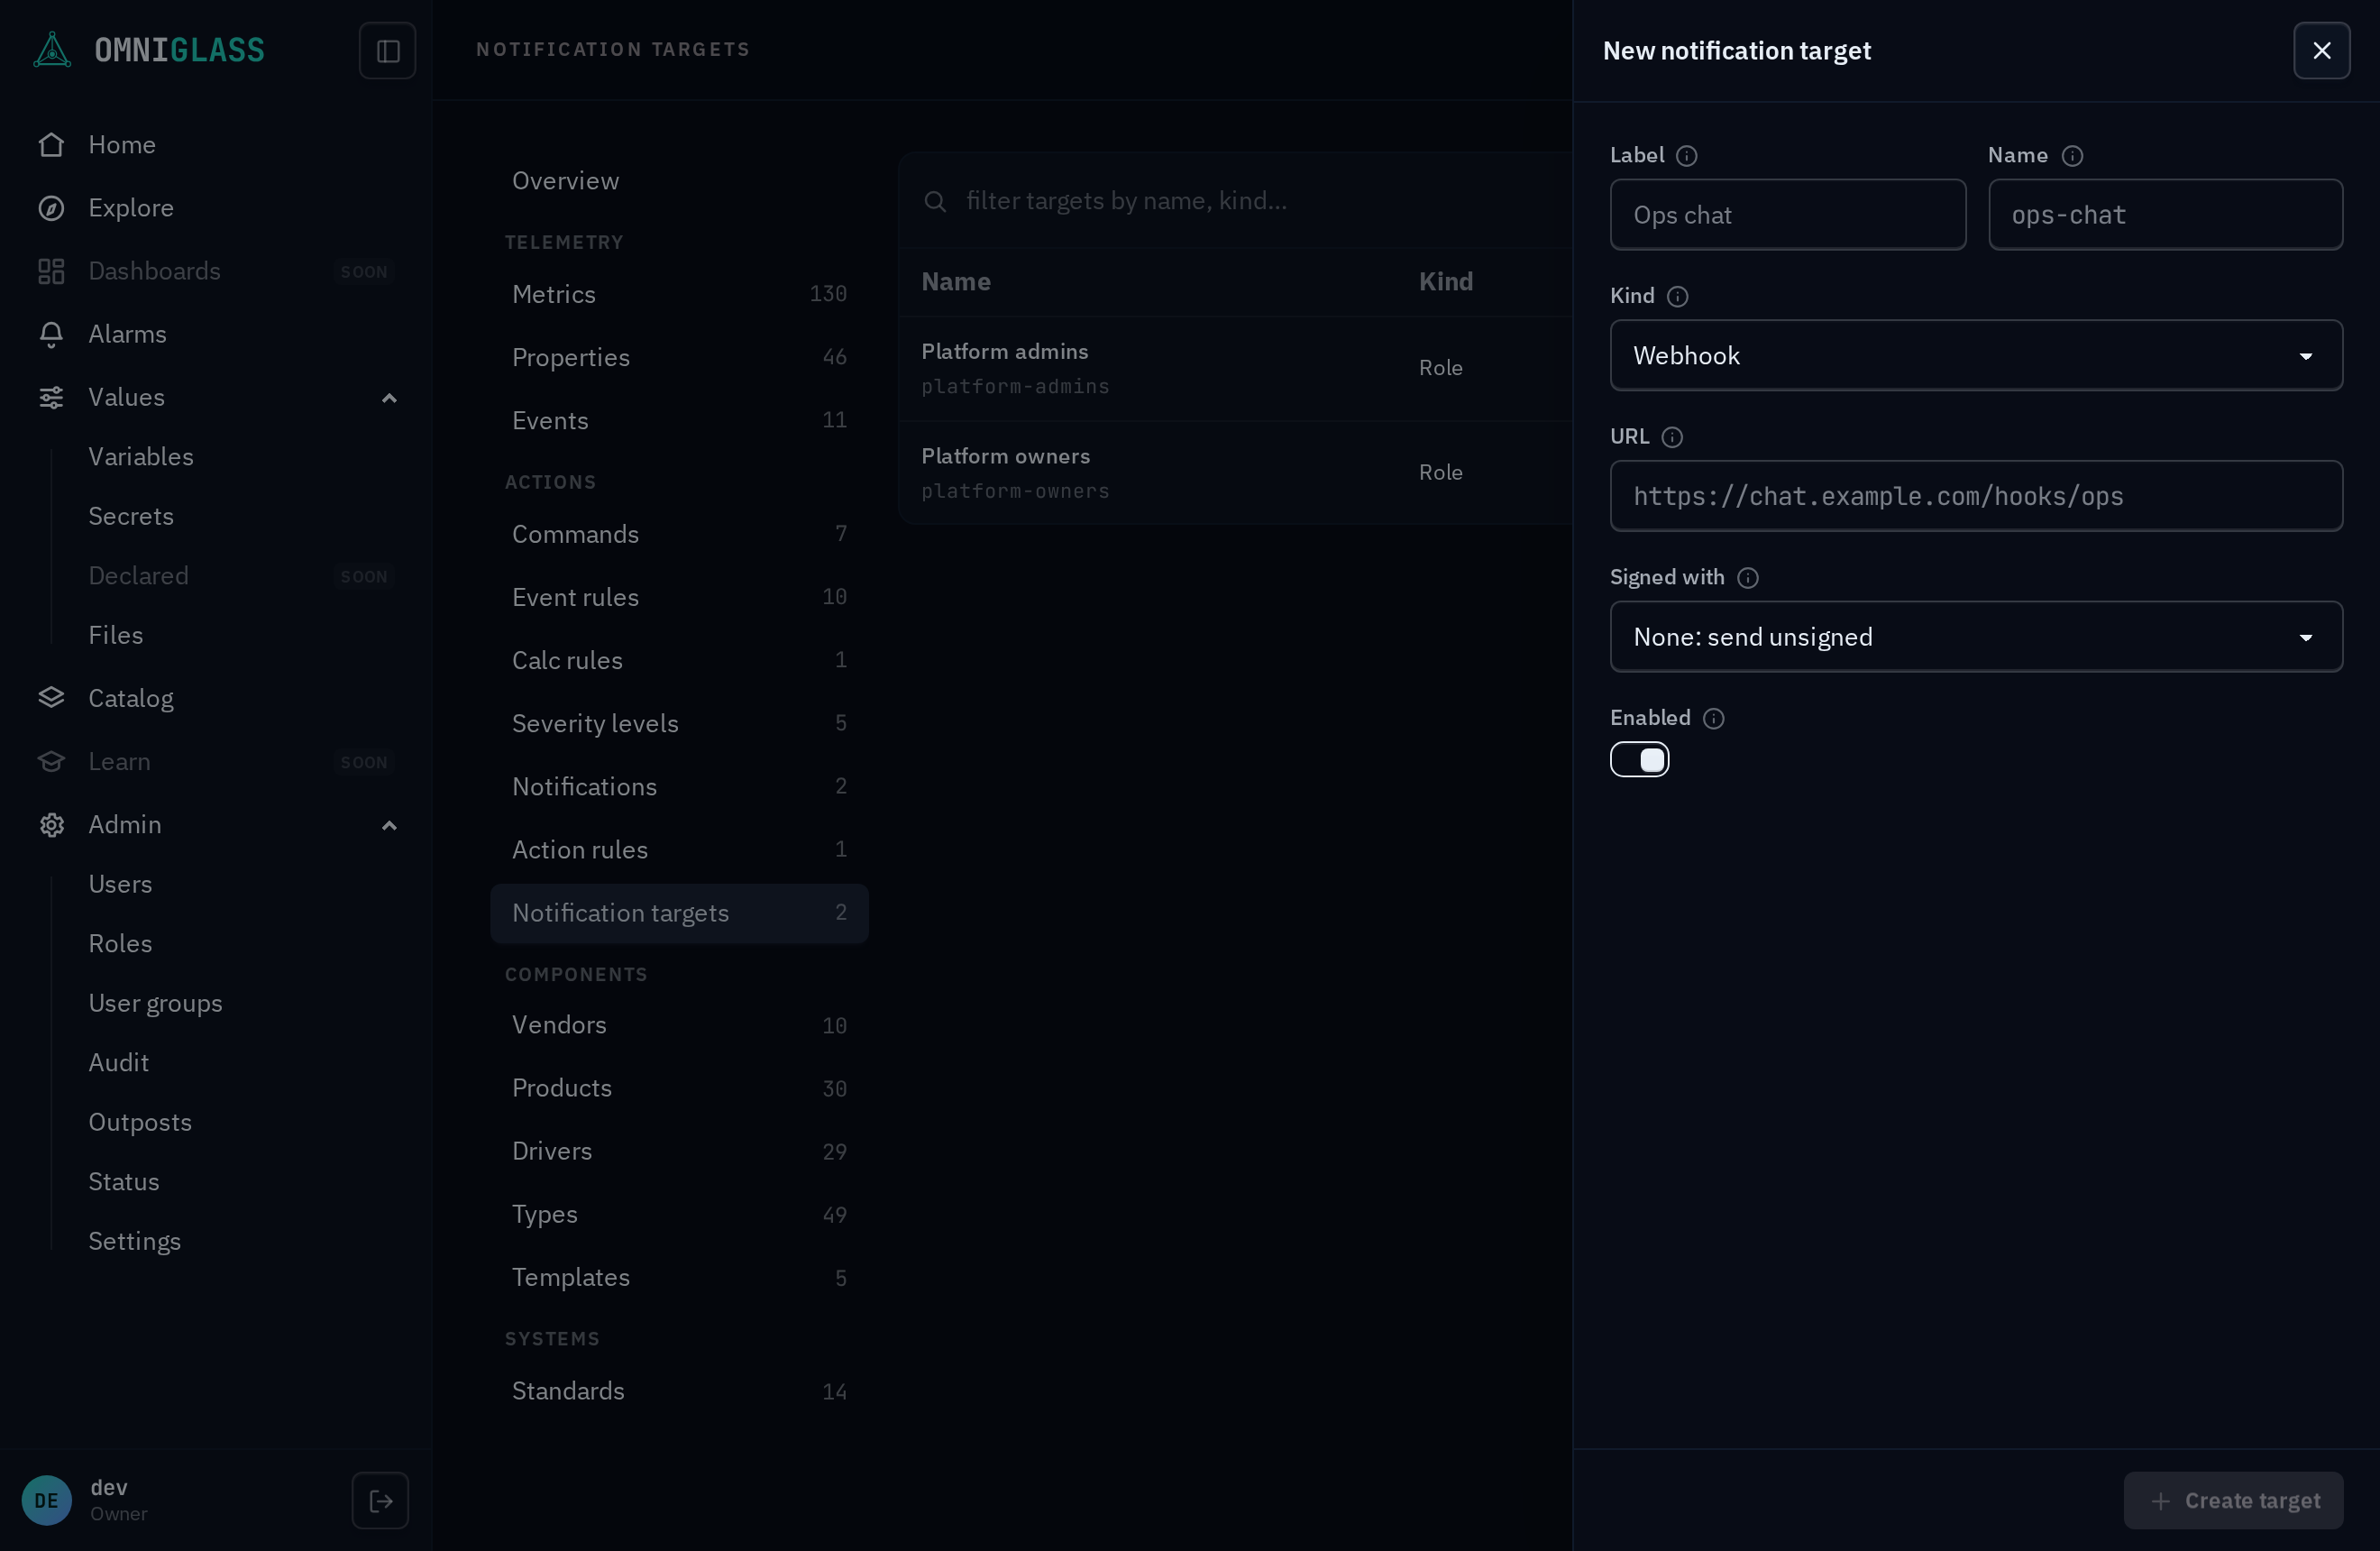 OMNIGLASS
Home
Explore
Dashboards SOON
Alarms
Values
Variables
Secrets
Declared SOON
Files
Catalog
Learn SOON
Admin
Users
Roles
User groups
Audit
Outposts
Status
Settings
DE
dev
Owner
NOTIFICATION TARGETS
Overview
TELEMETRY
Metrics 130
Properties 46
Events 11
ACTIONS
Commands 7
Event rules 10
Calc rules 1
Severity levels 5
Notifications 2
Action rules 1
Notification targets 2
COMPONENTS
Vendors 10
Products 30
Drivers 29
Types 49
Templates 5
SYSTEMS
Standards 14
filter targets by name, kind...
Name Kind
Platform admins
platform-admins
Role
Platform owners
platform-owners
Role
New notification target
Label Name
Ops chat ops-chat
Kind
Webhook
URL
https://chat.example.com/hooks/ops
Signed with
None: send unsigned
Enabled
Create target